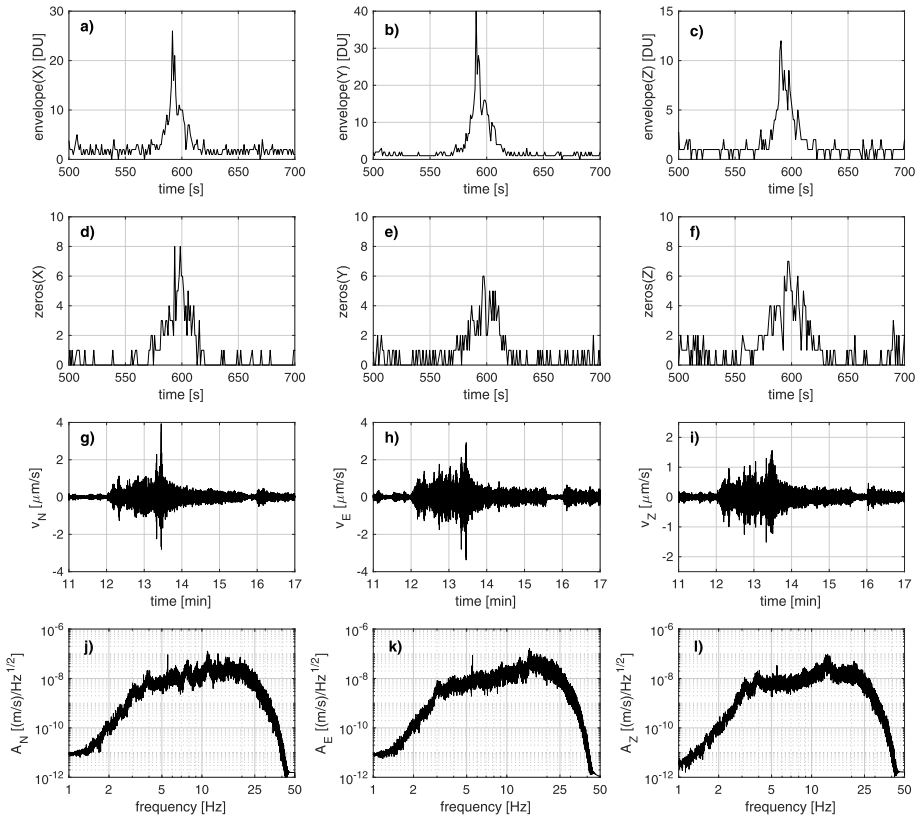 a)
envelope(X) [DU]
30
20
10
0
500 550 600 650 700
time [s]
b)
envelope(Y) [DU]
40
30
20
10
0
500 550 600 650 700
time [s]
c)
envelope(Z) [DU]
15
10
5
0
500 550 600 650 700
time [s]
d)
zeros(X)
10
8
6
4
2
0
500 550 600 650 700
time [s]
e)
zeros(Y)
10
8
6
4
2
0
500 550 600 650 700
time [s]
f)
zeros(Z)
10
8
6
4
2
0
500 550 600 650 700
time [s]
g)
v_N [μm/s]
4
2
0
-2
-4
11 12 13 14 15 16 17
time [min]
h)
v_E [μm/s]
4
2
0
-2
-4
11 12 13 14 15 16 17
time [min]
i)
v_Z [μm/s]
2
1
0
-1
-2
11 12 13 14 15 16 17
time [min]
j)
A_N [(m/s)/Hz^1/2]
10^-6
10^-8
10^-10
10^-12
1 2 5 10 25 50
frequency [Hz]
k)
A_E [(m/s)/Hz^1/2]
10^-6
10^-8
10^-10
10^-12
1 2 5 10 25 50
frequency [Hz]
l)
A_Z [(m/s)/Hz^1/2]
10^-6
10^-8
10^-10
10^-12
1 2 5 10 25 50
frequency [Hz]